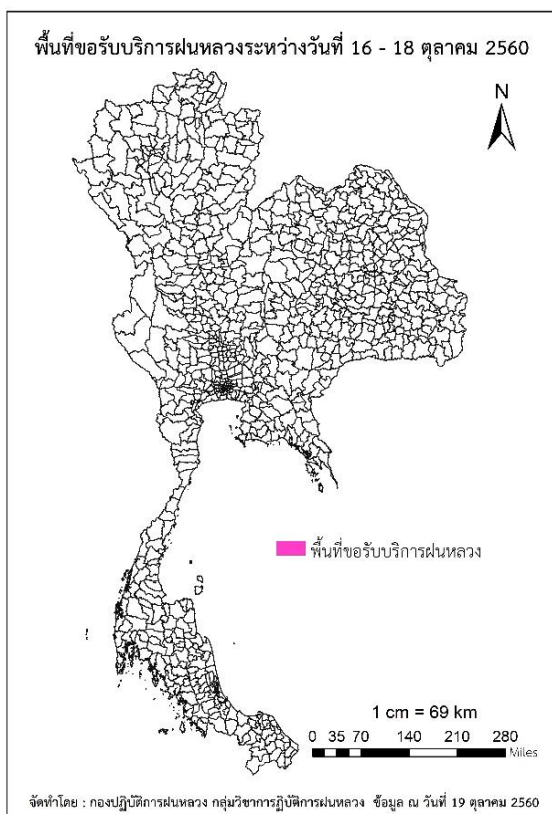 พื้นที่ขอรับบริการฝนหลวงระหว่างวันที่ 16 - 18 ตุลาคม 2560
N
พื้นที่ขอรับบริการฝนหลวง
1 cm = 69 km
0 35 70 140 210 280
Miles
จัดทำโดย : กองปฏิบัติการฝนหลวง กลุ่มวิชาการฏิบัติการฝนหลวง ข้อมูล ณ วันที่ 19 ตุลาคม 2560